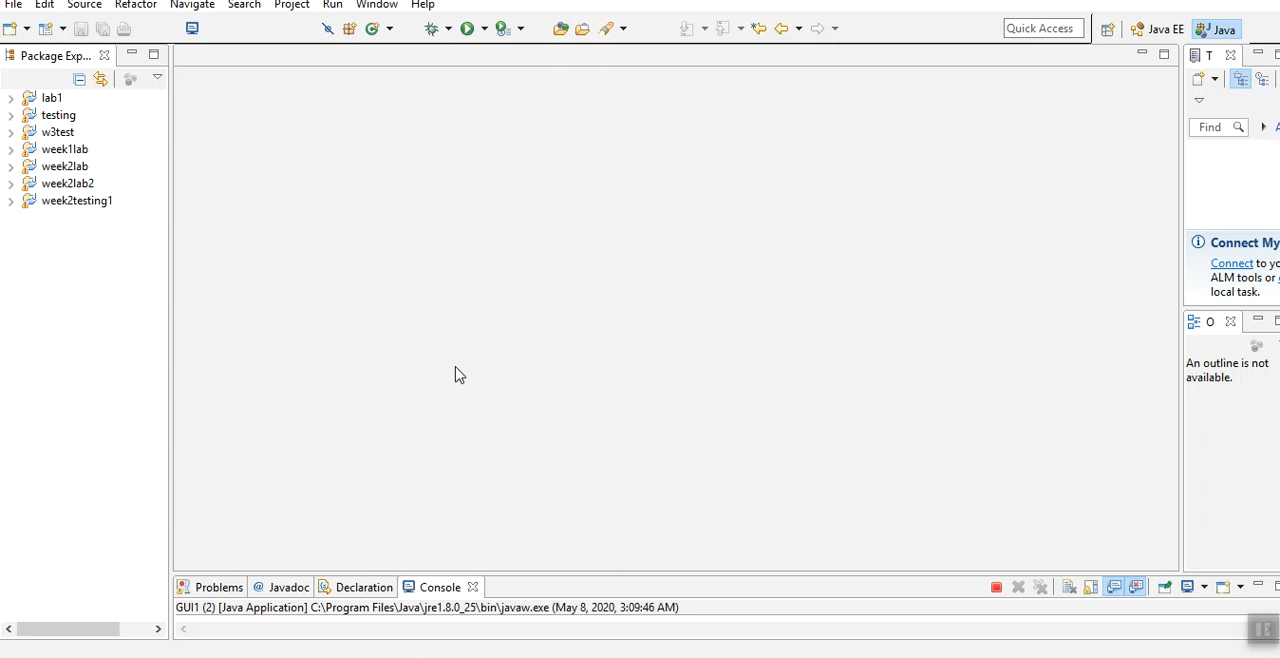 File Edit Source Refactor Navigate Search Project Run Window Help
Quick Access Java EE Java
Package Exp...
T
lab1
testing
w3test
week1lab
week2lab
week2lab2
week2testing1
Find
Connect My
Connect to yo
ALM tools or
local task.
O
An outline is not
available.
Problems @ Javadoc Declaration Console
GUI1 (2) [Java Application] C:\Program Files\Java\jre1.8.0_25\bin\javaw.exe (May 8, 2020, 3:09:46 AM)